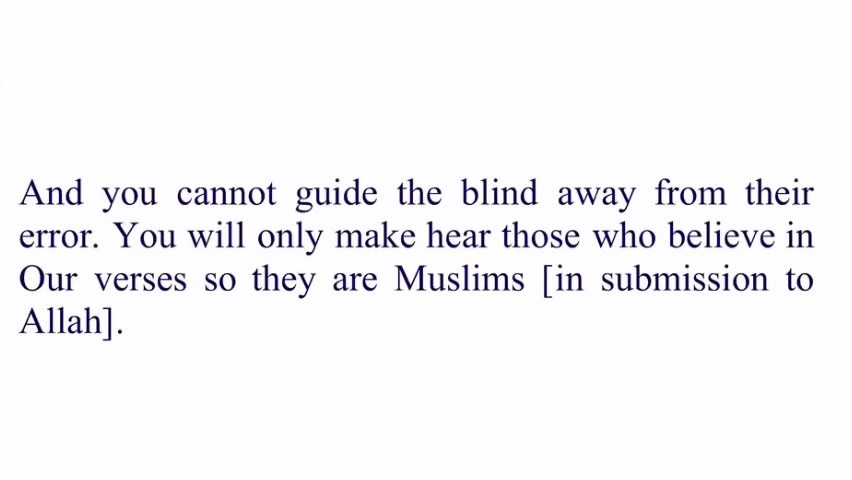 And you cannot guide the blind away from their
error. You will only make hear those who believe in
Our verses so they are Muslims [in submission to
Allah].